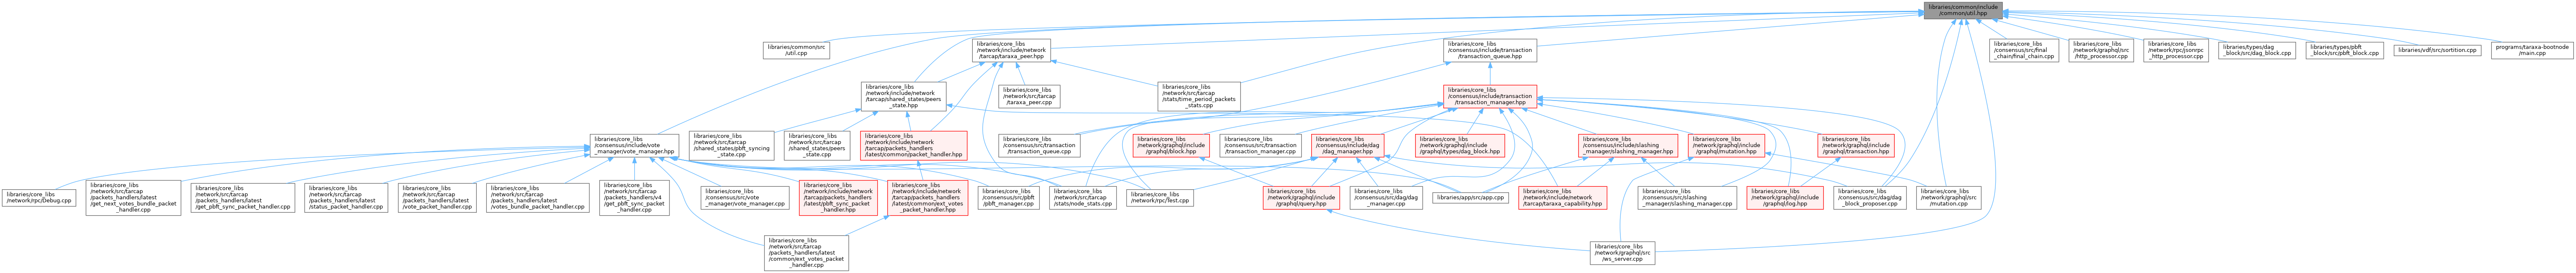 libraries/common/include
/common/util.hpp
libraries/common/src
/util.cpp
libraries/core_libs
/network/include/network
/tarcap/taraxa_peer.hpp
libraries/core_libs
/consensus/include/transaction
/transaction_queue.hpp
libraries/core_libs
/consensus/src/final
_chain/final_chain.cpp
libraries/core_libs
/network/graphql/src
/http_processor.cpp
libraries/core_libs
/network/rpc/jsonrpc
_http_processor.cpp
libraries/types/dag
_block/src/dag_block.cpp
libraries/types/pbft
_block/src/pbft_block.cpp
libraries/vdf/src/sortition.cpp
programs/taraxa-bootnode
/main.cpp
libraries/core_libs
/network/include/network
/tarcap/shared_states/peers
_state.hpp
libraries/core_libs
/network/src/tarcap
/taraxa_peer.cpp
libraries/core_libs
/network/src/tarcap
/stats/time_period_packets
_stats.cpp
libraries/core_libs
/consensus/include/transaction
/transaction_manager.hpp
libraries/core_libs
/consensus/include/vote
_manager/vote_manager.hpp
libraries/core_libs
/network/src/tarcap
/shared_states/pbft_syncing
_state.cpp
libraries/core_libs
/network/src/tarcap
/shared_states/peers
_state.cpp
libraries/core_libs
/network/include/network
/tarcap/packets_handlers
/latest/common/packet_handler.hpp
libraries/core_libs
/consensus/src/transaction
/transaction_queue.cpp
libraries/core_libs
/network/graphql/include
/graphql/block.hpp
libraries/core_libs
/consensus/src/transaction
/transaction_manager.cpp
libraries/core_libs
/consensus/include/dag
/dag_manager.hpp
libraries/core_libs
/network/graphql/include
/graphql/types/dag_block.hpp
libraries/core_libs
/consensus/include/slashing
_manager/slashing_manager.hpp
libraries/core_libs
/network/graphql/include
/graphql/mutation.hpp
libraries/core_libs
/network/graphql/include
/graphql/transaction.hpp
libraries/core_libs
/network/rpc/Debug.cpp
libraries/core_libs
/network/src/tarcap
/packets_handlers/latest
/get_next_votes_bundle_packet
_handler.cpp
libraries/core_libs
/network/src/tarcap
/packets_handlers/latest
/get_pbft_sync_packet_handler.cpp
libraries/core_libs
/network/src/tarcap
/packets_handlers/latest
/status_packet_handler.cpp
libraries/core_libs
/network/src/tarcap
/packets_handlers/latest
/vote_packet_handler.cpp
libraries/core_libs
/network/src/tarcap
/packets_handlers/latest
/votes_bundle_packet_handler.cpp
libraries/core_libs
/network/src/tarcap
/packets_handlers/v4
/get_pbft_sync_packet
_handler.cpp
libraries/core_libs
/consensus/src/vote
_manager/vote_manager.cpp
libraries/core_libs
/network/include/network
/tarcap/packets_handlers
/latest/pbft_sync_packet
_handler.hpp
libraries/core_libs
/network/include/network
/tarcap/packets_handlers
/latest/common/ext_votes
_packet_handler.hpp
libraries/core_libs
/consensus/src/pbft
/pbft_manager.cpp
libraries/core_libs
/network/src/tarcap
/stats/node_stats.cpp
libraries/core_libs
/network/rpc/Test.cpp
libraries/core_libs
/network/graphql/include
/graphql/query.hpp
libraries/core_libs
/consensus/src/dag/dag
_manager.cpp
libraries/app/src/app.cpp
libraries/core_libs
/network/include/network
/tarcap/taraxa_capability.hpp
libraries/core_libs
/consensus/src/slashing
_manager/slashing_manager.cpp
libraries/core_libs
/network/graphql/include
/graphql/log.hpp
libraries/core_libs
/consensus/src/dag/dag
_block_proposer.cpp
libraries/core_libs
/network/graphql/src
/mutation.cpp
libraries/core_libs
/network/src/tarcap
/packets_handlers/latest
/common/ext_votes_packet
_handler.cpp
libraries/core_libs
/network/graphql/src
/ws_server.cpp